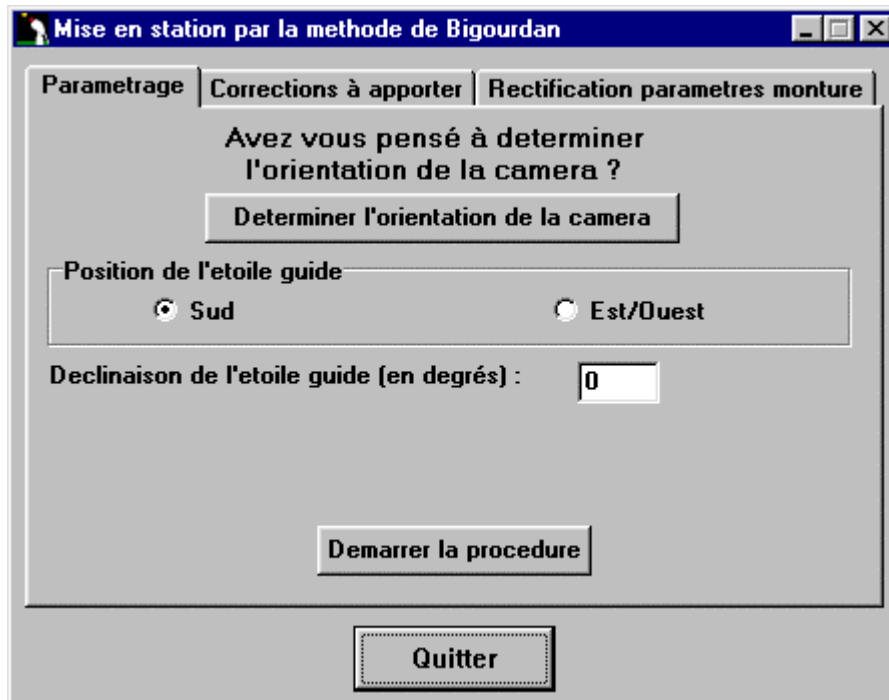 Mise en station par la methode de Bigourdan
Parametrage
Corrections à apporter
Rectification parametres monture
Avez vous pensé à determiner
l'orientation de la camera ?
Determiner l'orientation de la camera
Position de l'etoile guide
Sud
Est/Ouest
Declinaison de l'etoile guide (en degrés) :
0
Demarrer la procedure
Quitter